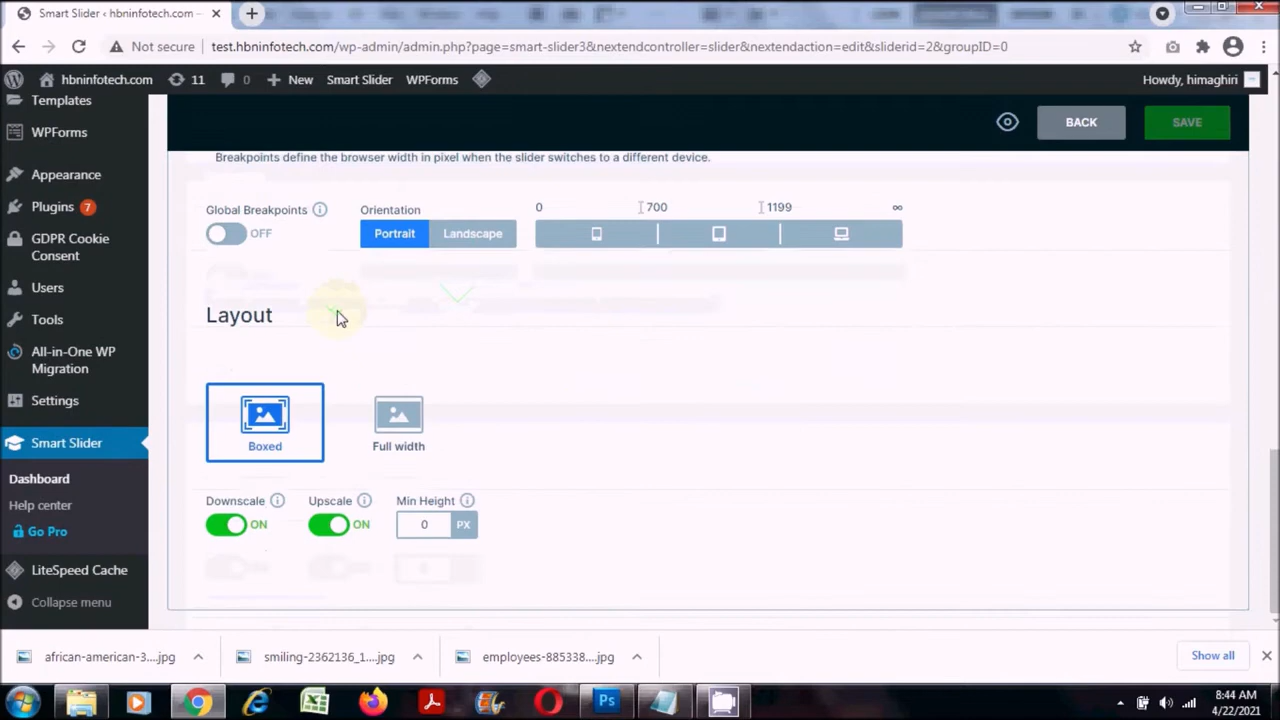 Smart Slider - hbninfotech.com —
Not secure
test.hbninfotech.com/wp-admin/admin.php?page=smart-slider3&nextendcontroller=slider&nextendaction=edit&sliderid=2&groupID=0
hbninfotech.com
11
0
New
Smart Slider
WPForms
Howdy, himaghiri
Templates
WPForms
Appearance
Plugins 7
GDPR Cookie
Consent
Users
Tools
All-in-One WP
Migration
Settings
Smart Slider
Dashboard
Help center
Go Pro
LiteSpeed Cache
Collapse menu
BACK
SAVE
Breakpoints define the browser width in pixel when the slider switches to a different device.
Global Breakpoints
OFF
Orientation
Portrait
Landscape
0
700
1199
∞
Layout
Boxed
Full width
Downscale
ON
Upscale
ON
Min Height
0 PX
african-american-3....jpg
smiling-2362136_1....jpg
employees-885338....jpg
Show all
Ps
8:44 AM
4/22/2021